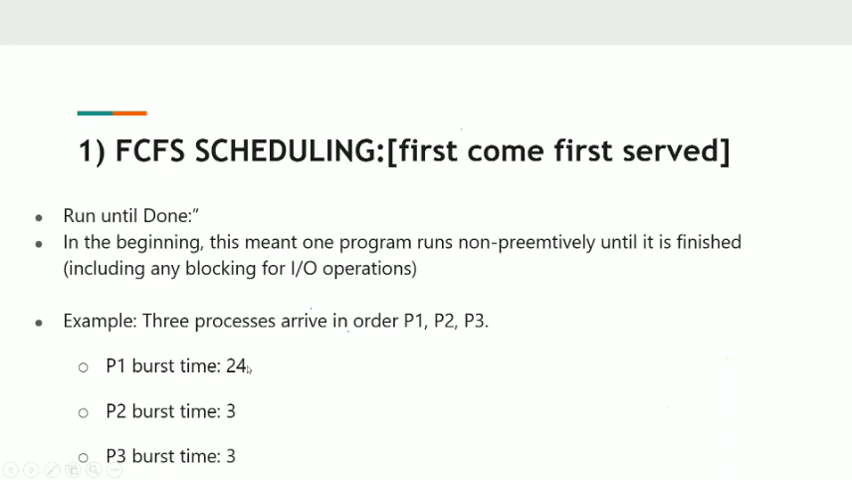 1) FCFS SCHEDULING:[first come first served]
Run until Done:”
In the beginning, this meant one program runs non-preemtively until it is finished
(including any blocking for I/O operations)
Example: Three processes arrive in order P1, P2, P3.
P1 burst time: 24
P2 burst time: 3
P3 burst time: 3